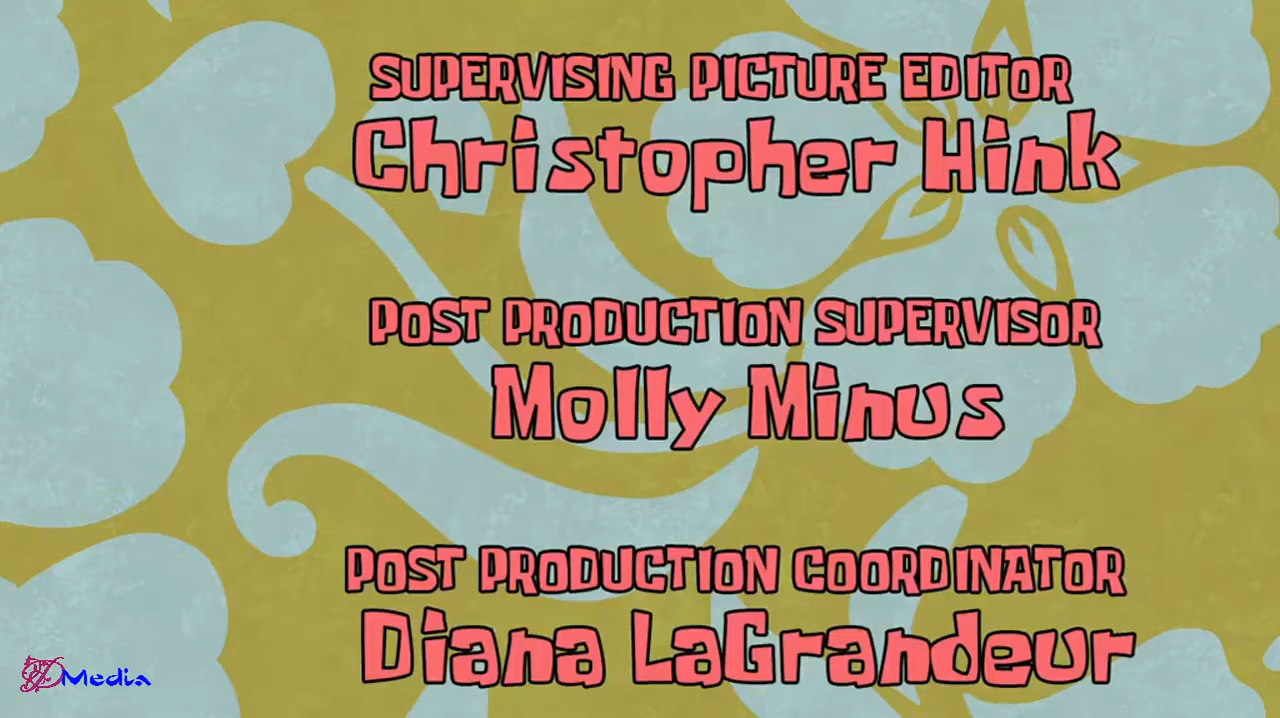 SUPERVISING PICTURE EDITOR
Christopher Hink
POST PRODUCTION SUPERVISOR
Molly Minus
POST PRODUCTION COORDINATOR
Diana LaGrandeur
Media